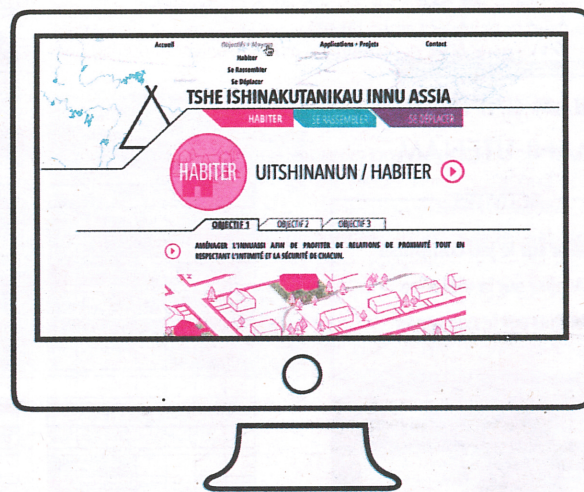 Accueil Objectifs + Moyens Applications + Projets Contact
Habiter
Se Rassembler
Se Déplacer
TSHE ISHINAKUTANIKAU INNU ASSIA
HABITER SE RASSEMBLER SE DÉPLACER
HABITER
UITSHINANUN / HABITER
OBJECTIF 1 OBJECTIF 2 OBJECTIF 3
AMÉNAGER L'INNUASSI AFIN DE PROFITER DE RELATIONS DE PROXIMITÉ TOUT EN
RESPECTANT L'INTIMITÉ ET LA SÉCURITÉ DE CHACUN.